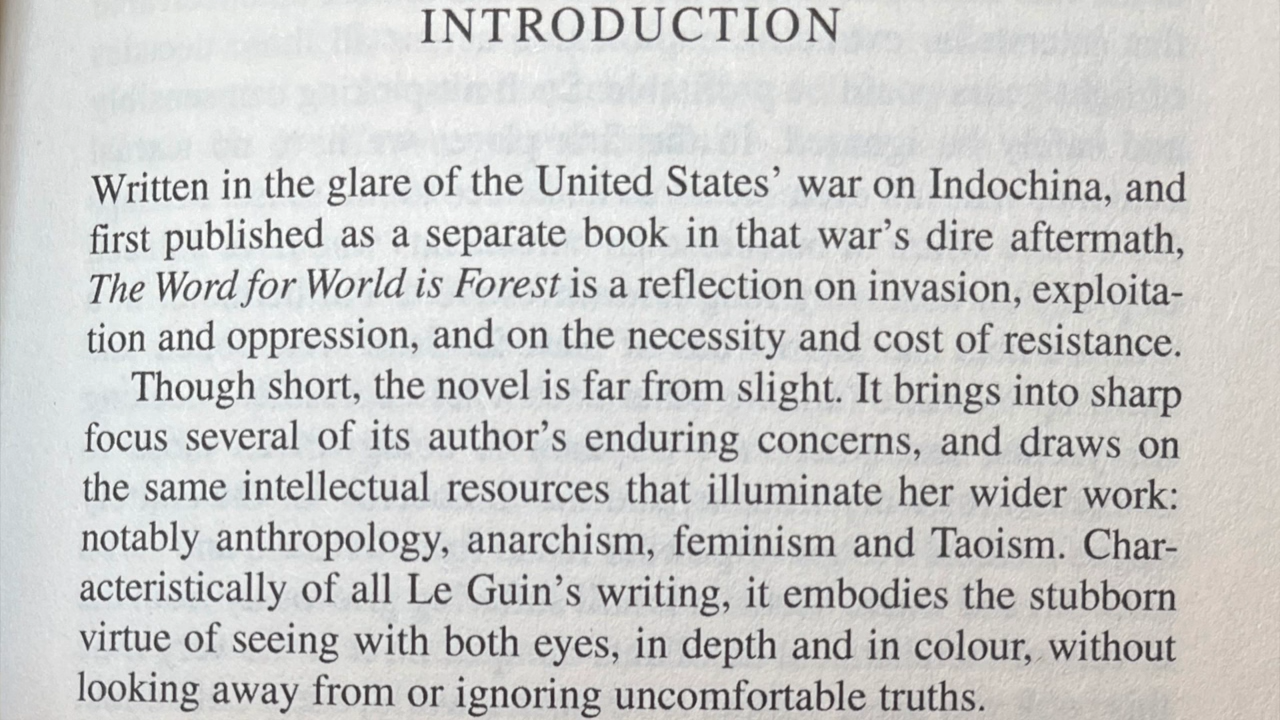 INTRODUCTION
Written in the glare of the United States’ war on Indochina, and
first published as a separate book in that war’s dire aftermath,
The Word for World is Forest is a reflection on invasion, exploita-
tion and oppression, and on the necessity and cost of resistance.
Though short, the novel is far from slight. It brings into sharp
focus several of its author’s enduring concerns, and draws on
the same intellectual resources that illuminate her wider work:
notably anthropology, anarchism, feminism and Taoism. Char-
acteristically of all Le Guin’s writing, it embodies the stubborn
virtue of seeing with both eyes, in depth and in colour, without
looking away from or ignoring uncomfortable truths.